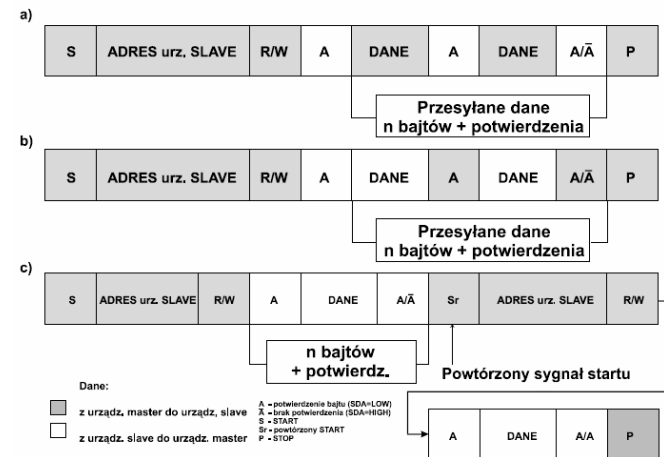 a)
S ADRES urz. SLAVE R/W A DANE A DANE A/Ā P
Przesyłane dane
n bajtów + potwierdzenia
b)
S ADRES urz. SLAVE R/W A DANE A DANE A/Ā P
Przesyłane dane
n bajtów + potwierdzenia
c)
S ADRES urz. SLAVE R/W A DANE A/Ā Sr ADRES urz. SLAVE R/W
n bajtów
+ potwierdz.
Powtórzony sygnał startu
Dane:
z urządz. master do urządz, slave
z urządz. slave do urządz. master
A - potwierdzenie bajtu (SDA=LOW)
Ā - brak potwierdzenia (SDA=HIGH)
S - START
Sr - powtórzony START
P - STOP
A DANE A/A P